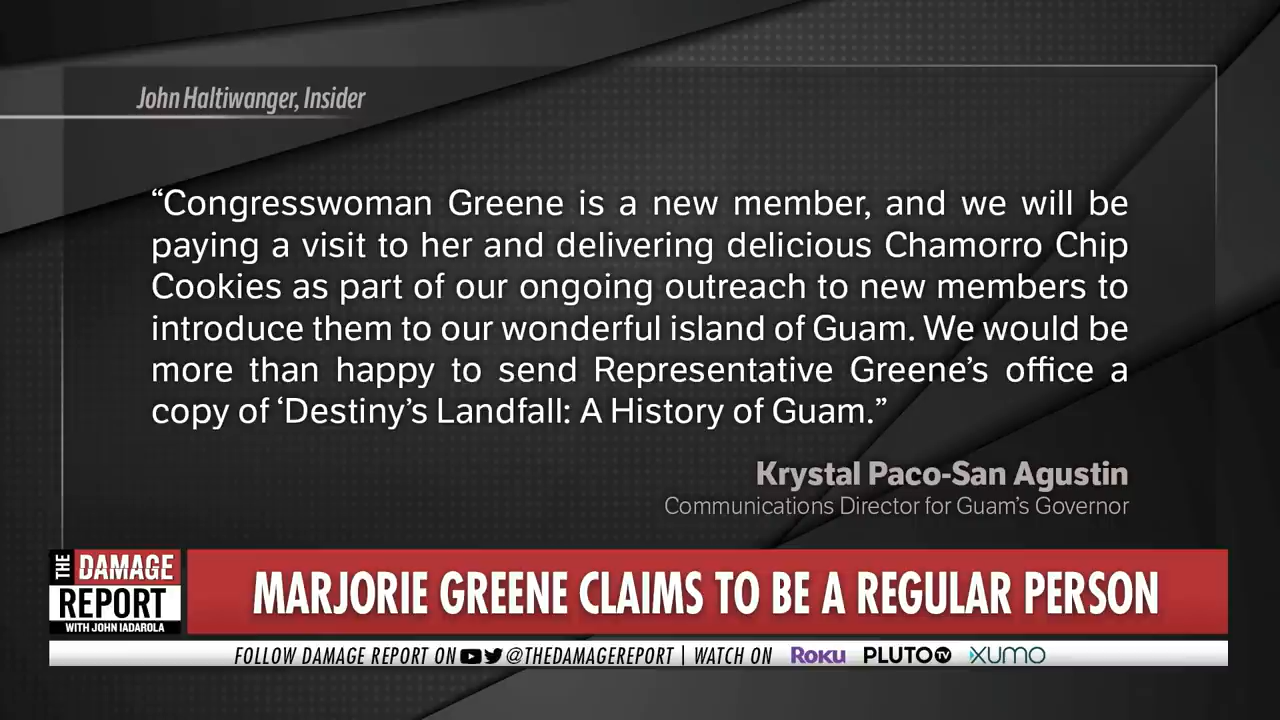 John Haltiwanger, Insider
“Congresswoman Greene is a new member, and we will be
paying a visit to her and delivering delicious Chamorro Chip
Cookies as part of our ongoing outreach to new members to
introduce them to our wonderful island of Guam. We would be
more than happy to send Representative Greene’s office a
copy of ‘Destiny’s Landfall: A History of Guam.”
Krystal Paco-San Agustin
Communications Director for Guam’s Governor
THE DAMAGE
REPORT
WITH JOHN IADAROLA
MARJORIE GREENE CLAIMS TO BE A REGULAR PERSON
FOLLOW DAMAGE REPORT ON @THEDAMAGEREPORT | WATCH ON ROKU PLUTO TV XUMO